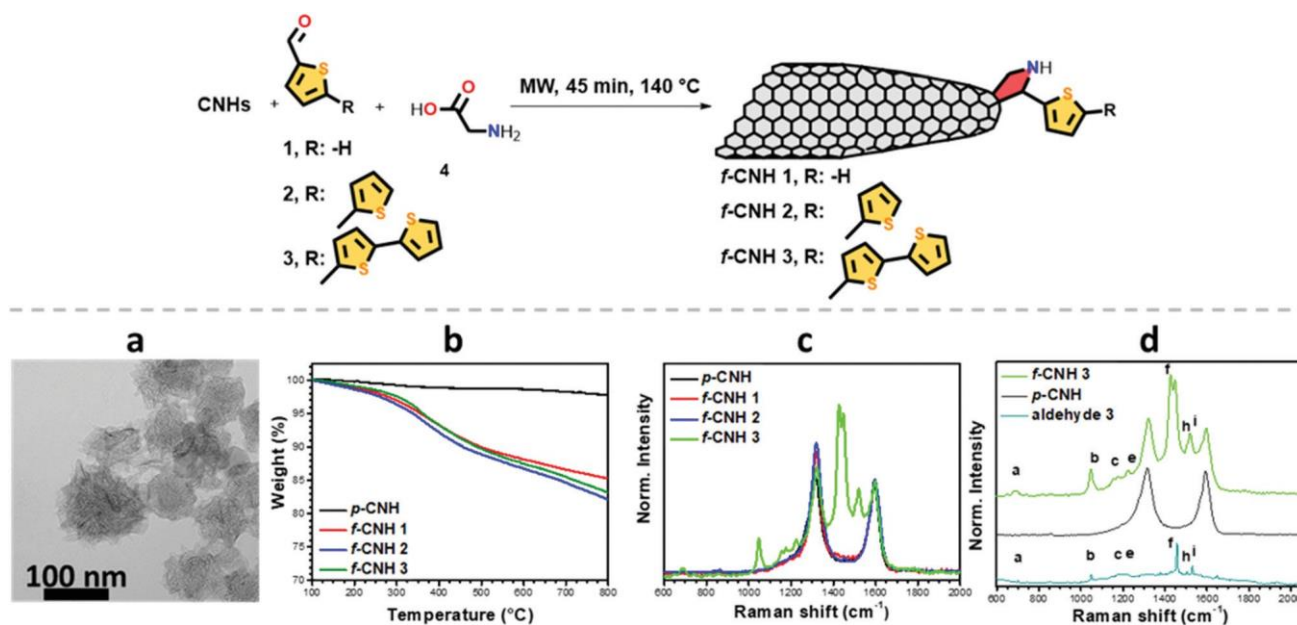 CNHs + S R O + HO O NH2 MW, 45 min, 140 °C NH S R
1, R: -H
4
2, R: S
3, R: S S
f-CNH 1, R: -H
f-CNH 2, R: S
f-CNH 3, R: S S
a b c d
100 nm
Weight (%)
100
95
90
85
80
75
70
p-CNH
f-CNH 1
f-CNH 2
f-CNH 3
100 200 300 400 500 600 700 800
Temperature (°C)
Norm. Intensity
p-CNH
f-CNH 1
f-CNH 2
f-CNH 3
600 800 1000 1200 1400 1600 1800 2000
Raman shift (cm-1)
Norm. Intensity
f-CNH 3
p-CNH
aldehyde 3
a b c e f h i
a b c e f h i
600 800 1000 1200 1400 1600 1800 2000
Raman shift (cm-1)